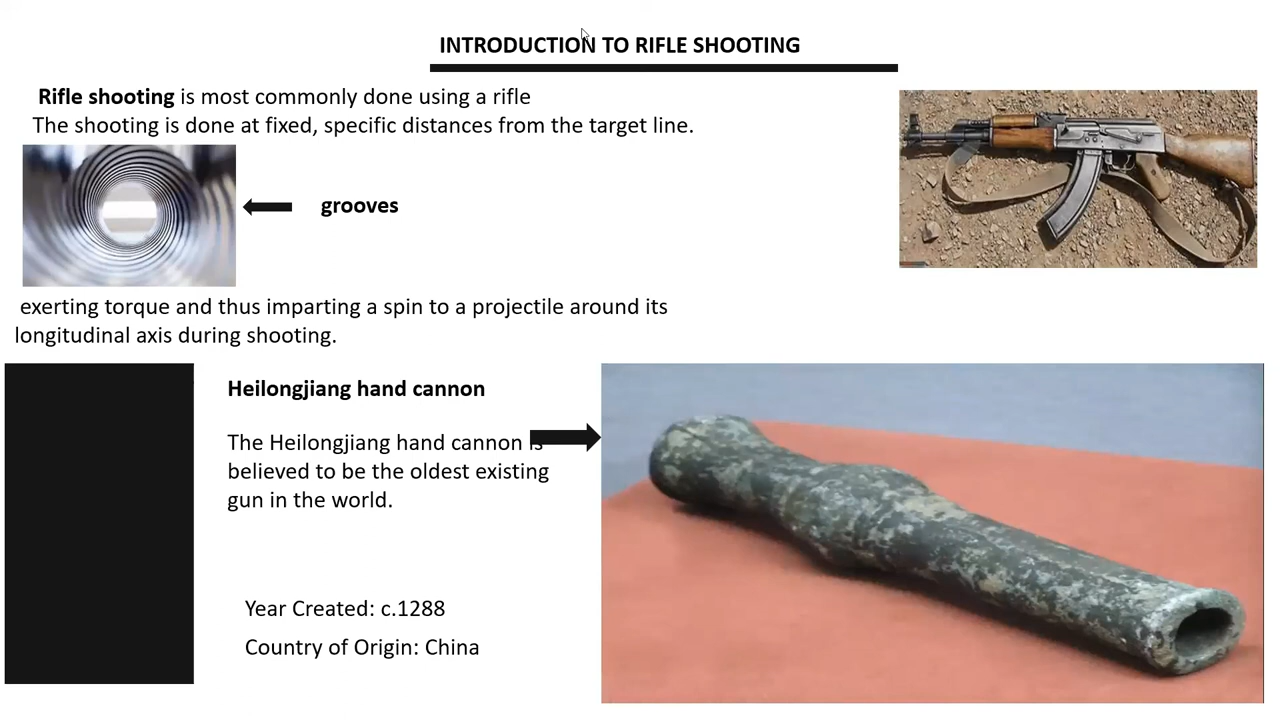 INTRODUCTION TO RIFLE SHOOTING
Rifle shooting is most commonly done using a rifle
The shooting is done at fixed, specific distances from the target line.
grooves
exerting torque and thus imparting a spin to a projectile around its
longitudinal axis during shooting.
Heilongjiang hand cannon
The Heilongjiang hand cannon is
believed to be the oldest existing
gun in the world.
Year Created: c.1288
Country of Origin: China